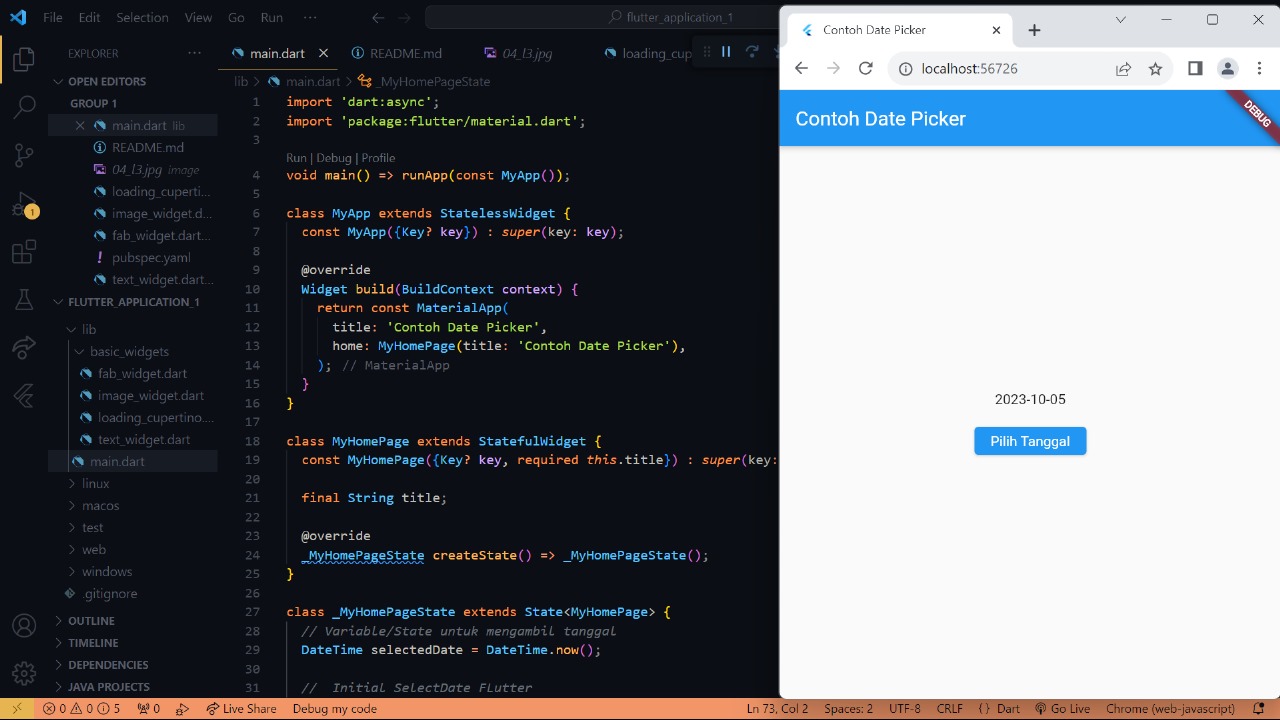 File Edit Selection View Go Run ··· flutter_application_1
EXPLORER ···
OPEN EDITORS
GROUP 1
main.dart lib
README.md
04_l3.jpg image
loading_cuperti...
image_widget.d...
fab_widget.dart...
pubspec.yaml
text_widget.dart...
FLUTTER_APPLICATION_1
lib
basic_widgets
fab_widget.dart
image_widget.dart
loading_cupertino....
text_widget.dart
main.dart
linux
macos
test
web
windows
.gitignore
OUTLINE
TIMELINE
DEPENDENCIES
JAVA PROJECTS
1
main.dart README.md 04_l3.jpg loading_cup
lib > main.dart > _MyHomePageState
1 import 'dart:async';
2 import 'package:flutter/material.dart';
3
Run | Debug | Profile
4 void main() => runApp(const MyApp());
5
6 class MyApp extends StatelessWidget {
7 const MyApp({Key? key}) : super(key: key);
8
9 @override
10 Widget build(BuildContext context) {
11 return const MaterialApp(
12 title: 'Contoh Date Picker',
13 home: MyHomePage(title: 'Contoh Date Picker'),
14 ); // MaterialApp
15 }
16 }
17
18 class MyHomePage extends StatefulWidget {
19 const MyHomePage({Key? key, required this.title}) : super(key:
20
21 final String title;
22
23 @override
24 _MyHomePageState createState() => _MyHomePageState();
25 }
26
27 class _MyHomePageState extends State<MyHomePage> {
28 // Variable/State untuk mengambil tanggal
29 DateTime selectedDate = DateTime.now();
30
31 // Initial SelectDate FLutter
Contoh Date Picker
localhost:56726
Contoh Date Picker
DEBUG
2023-10-05
Pilih Tanggal
0 0 5 0 Live Share Debug my code Ln 73, Col 2 Spaces: 2 UTF-8 CRLF {} Dart Go Live Chrome (web-javascript)